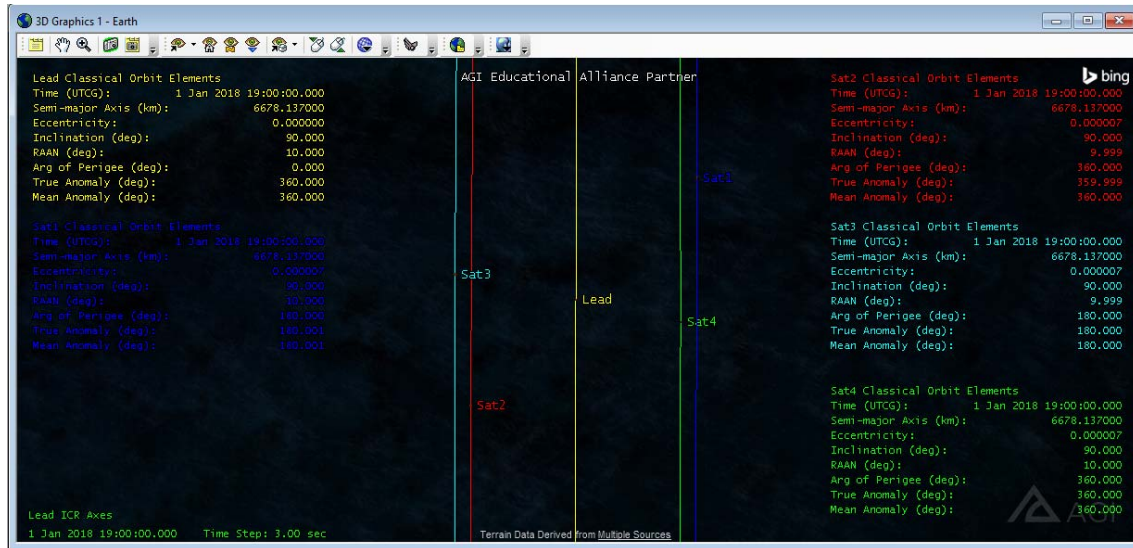 3D Graphics 1 - Earth
AGI Educational Alliance Partner
bing
Lead Classical Orbit Elements
Time (UTCG): 1 Jan 2018 19:00:00.000
Semi-major Axis (km): 6678.137000
Eccentricity: 0.000000
Inclination (deg): 90.000
RAAN (deg): 10.000
Arg of Perigee (deg): 0.000
True Anomaly (deg): 360.000
Mean Anomaly (deg): 360.000
Sat1 Classical Orbit Elements
Time (UTCG): 1 Jan 2018 19:00:00.000
Semi-major Axis (km): 6678.137000
Eccentricity: 0.000007
Inclination (deg): 90.000
RAAN (deg): 10.000
Arg of Perigee (deg): 180.000
True Anomaly (deg): 180.001
Mean Anomaly (deg): 180.001
Sat3
Sat2
Lead
Sat4
Sat2 Classical Orbit Elements
Time (UTCG): 1 Jan 2018 19:00:00.000
Semi-major Axis (km): 6678.137000
Eccentricity: 0.000007
Inclination (deg): 90.000
RAAN (deg): 9.999
Arg of Perigee (deg): 360.000
True Anomaly (deg): 359.999
Mean Anomaly (deg): 360.000
Sat3 Classical Orbit Elements
Time (UTCG): 1 Jan 2018 19:00:00.000
Semi-major Axis (km): 6678.137000
Eccentricity: 0.000007
Inclination (deg): 90.000
RAAN (deg): 9.999
Arg of Perigee (deg): 180.000
True Anomaly (deg): 180.000
Mean Anomaly (deg): 180.000
Sat4 Classical Orbit Elements
Time (UTCG): 1 Jan 2018 19:00:00.000
Semi-major Axis (km): 6678.137000
Eccentricity: 0.000007
Inclination (deg): 90.000
RAAN (deg): 10.000
Arg of Perigee (deg): 360.000
True Anomaly (deg): 360.000
Mean Anomaly (deg): 360.000
AGI
Lead ICR Axes
1 Jan 2018 19:00:00.000 Time Step: 3.00 sec
Terrain Data Derived from Multiple Sources